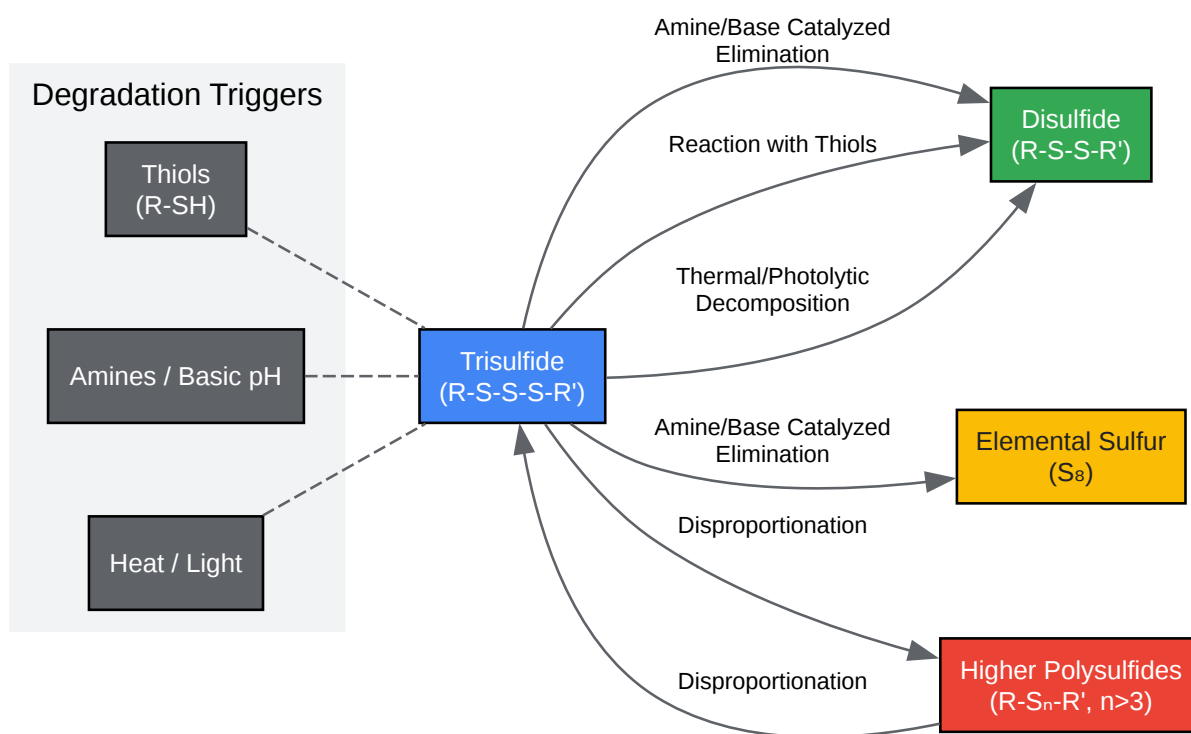 Degradation Triggers
Thiols
(R-SH)
Amines / Basic pH
Heat / Light
Trisulfide
(R-S-S-S-R')
Amine/Base Catalyzed
Elimination
Reaction with Thiols
Thermal/Photolytic
Decomposition
Amine/Base Catalyzed
Elimination
Disproportionation
Disproportionation
Disulfide
(R-S-S-R')
Elemental Sulfur
(S₈)
Higher Polysulfides
(R-Sₙ-R', n>3)